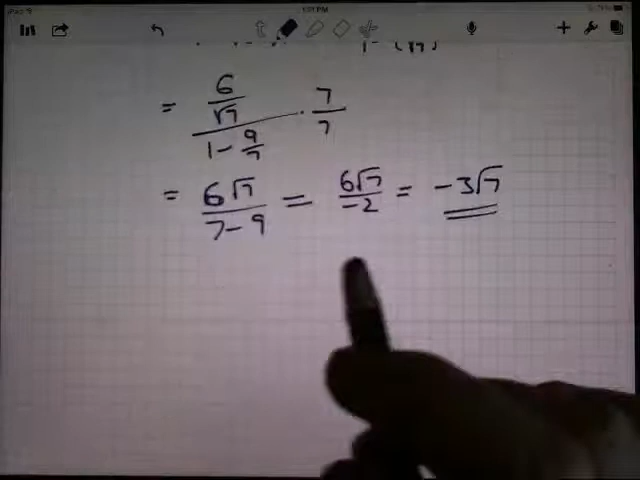 = 6/√7 / 1 - 9/7 · 7/7
= 6√7 / 7 - 9 = 6√7 / -2 = -3√7